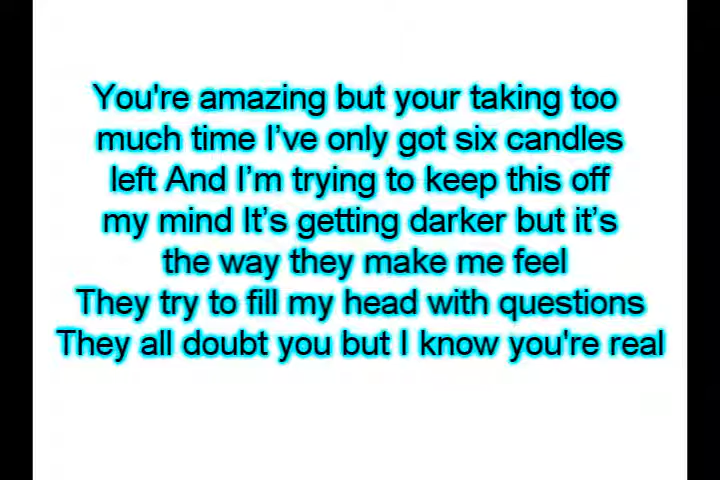 You're amazing but your taking too
much time I’ve only got six candles
left And I’m trying to keep this off
my mind It’s getting darker but it’s
the way they make me feel
They try to fill my head with questions
They all doubt you but I know you're real